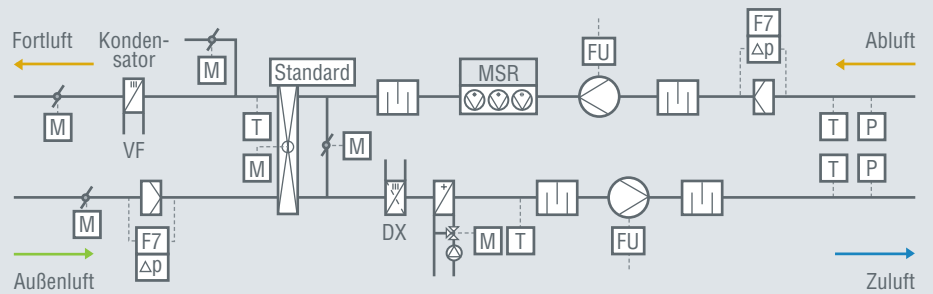 Fortluft
Konden-
sator
M
Standard
MSR
FU
F7
Δp
Abluft
M
VF
T
M
M
T
P
T
P
M
F7
Δp
DX
+
M
T
FU
Außenluft
Zuluft